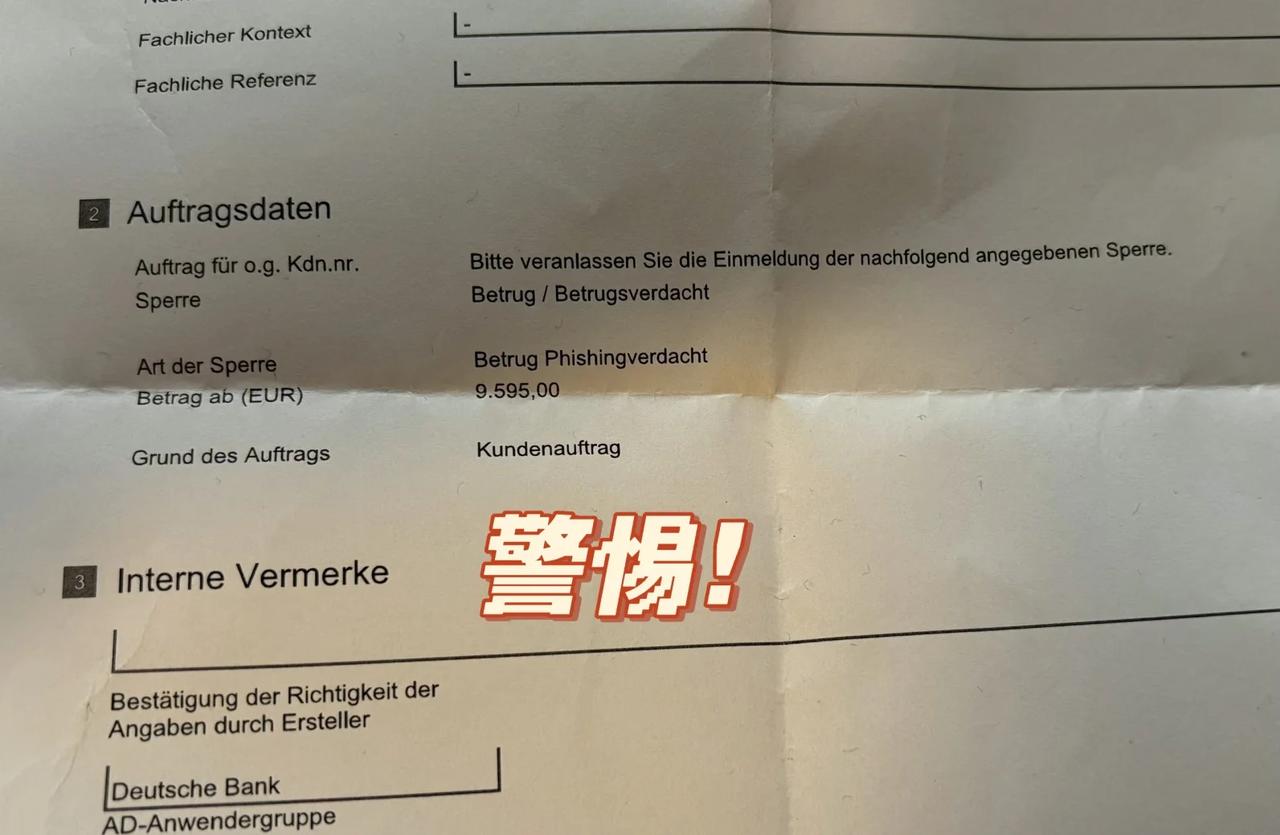 Fachlicher Kontext
-
Fachliche Referenz
-
2 Auftragsdaten
Auftrag für o.g. Kdn.nr.
Bitte veranlassen Sie die Einmeldung der nachfolgend angegebenen Sperre.
Sperre
Betrug / Betrugsverdacht
Art der Sperre
Betrug Phishingverdacht
Betrag ab (EUR)
9.595,00
Grund des Auftrags
Kundenauftrag
警惕!
3 Interne Vermerke
Bestätigung der Richtigkeit der
Angaben durch Ersteller
Deutsche Bank
AD-Anwendergruppe